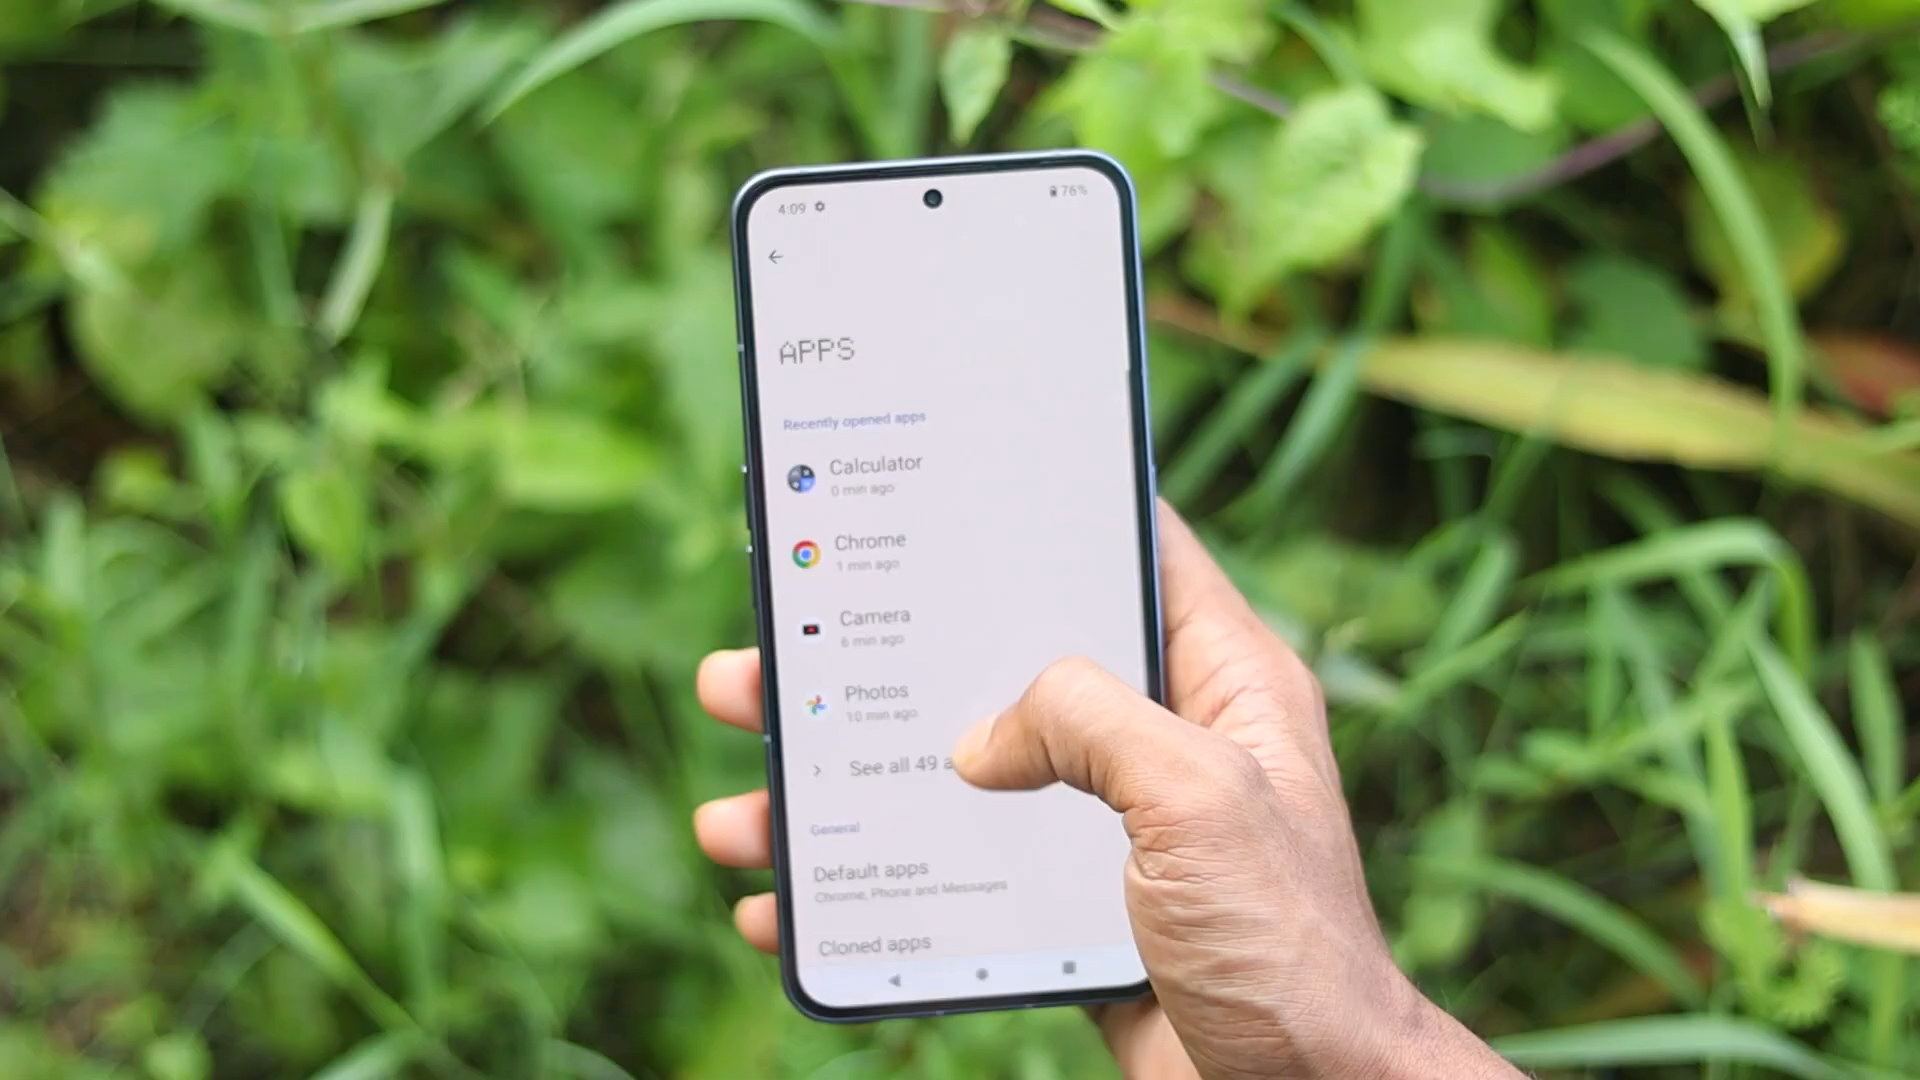 4:09
76%
APPS
Recently opened apps
Calculator
0 min ago
Chrome
1 min ago
Camera
6 min ago
Photos
10 min ago
See all 49
General
Default apps
Chrome, Phone and Messages
Cloned apps